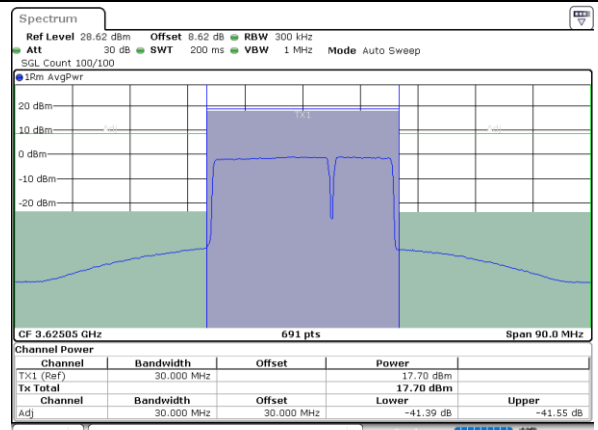 Spectrum
Ref Level 28.62 dBm Offset 8.62 dB RBW 300 kHz
Att 30 dB SWT 200 ms VBW 1 MHz Mode Auto Sweep
SGL Count 100/100
1Rm AvgPwr
20 dBm
TX1
10 dBm Adj Adj
0 dBm
-10 dBm
-20 dBm
CF 3.62505 GHz 691 pts Span 90.0 MHz
Channel Power
Channel Bandwidth Offset Power
TX1 (Ref) 30.000 MHz 17.70 dBm
Tx Total 17.70 dBm
Channel Bandwidth Offset Lower Upper
Adj 30.000 MHz 30.000 MHz -41.39 dB -41.55 dB